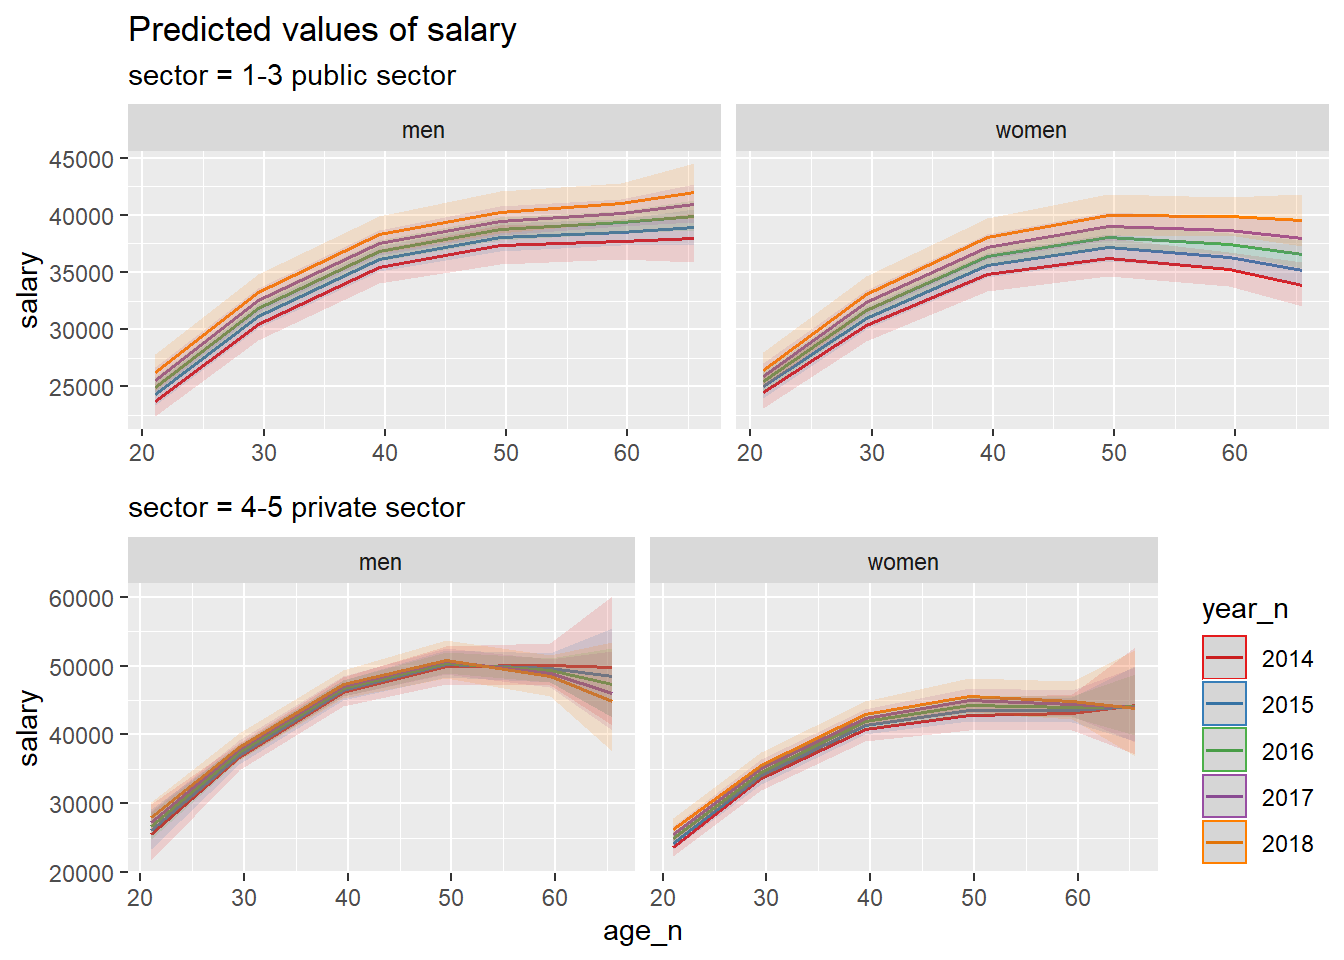 Predicted values of salary
sector = 1-3 public sector
men
women
45000
40000
35000
30000
25000
salary
20 30 40 50 60
20 30 40 50 60
sector = 4-5 private sector
men
women
60000
50000
40000
30000
20000
salary
20 30 40 50 60
20 30 40 50 60
age_n
year_n
2014
2015
2016
2017
2018